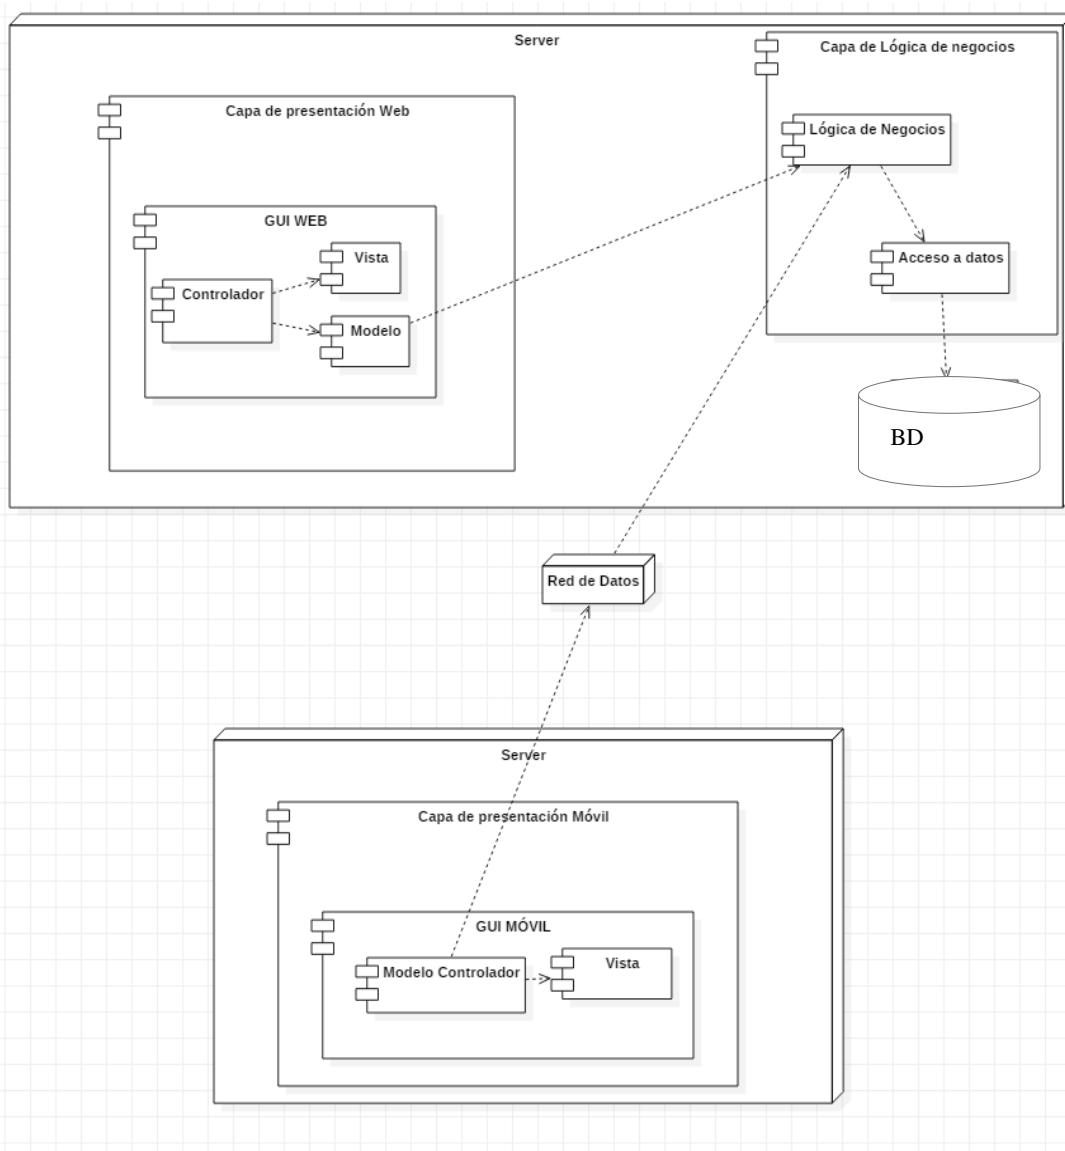 Server
Capa de Lógica de negocios
Capa de presentación Web
Lógica de Negocios
GUI WEB
Vista
Acceso a datos
Controlador
Modelo
BD
Red de Datos
Server
Capa de presentación Móvil
GUI MÓVIL
Vista
Modelo Controlador